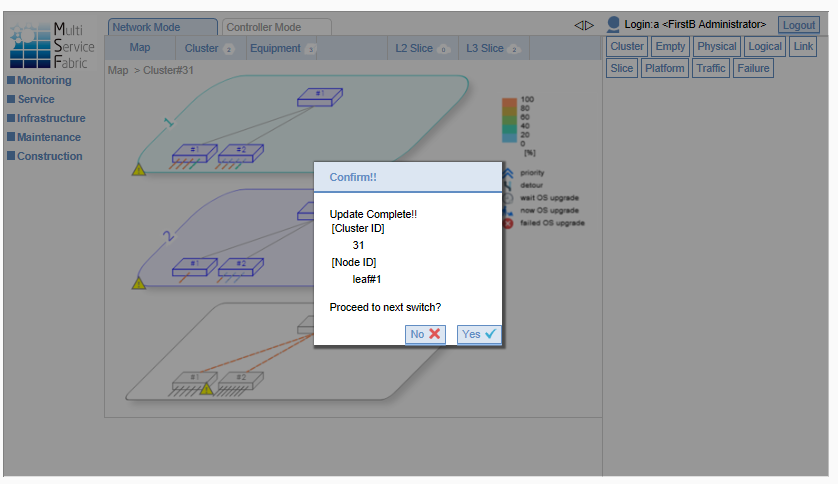 Multi
Service
Fabric
Network Mode
Controller Mode
Login:a <FirstB Administrator>
Logout
Map
Cluster 2
Equipment 3
L2 Slice 0
L3 Slice 2
Cluster
Empty
Physical
Logical
Link
Slice
Platform
Traffic
Failure
Map > Cluster#31
Monitoring
Service
Infrastructure
Maintenance
Construction
1
#1
#1
#2
2
#1
#2
#1
#2
100
80
60
40
20
0
[%]
priority
detour
wait OS upgrade
now OS upgrade
failed OS upgrade
Confirm!!
Update Complete!!
[Cluster ID]
31
[Node ID]
leaf#1
Proceed to next switch?
No
Yes